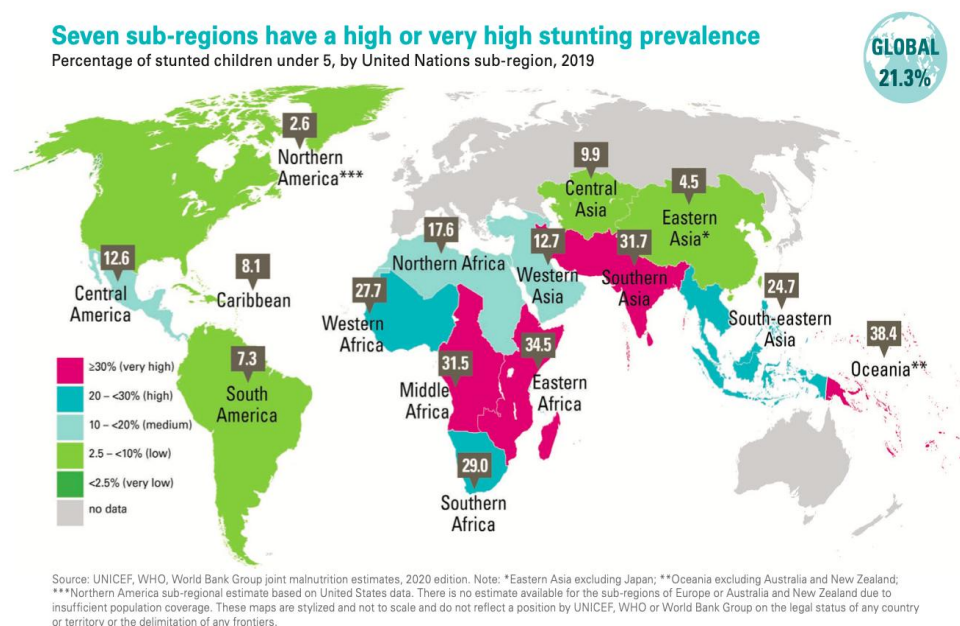 Seven sub-regions have a high or very high stunting prevalence
Percentage of stunted children under 5, by United Nations sub-region, 2019
GLOBAL
21.3%
2.6
Northern
America***
9.9
Central
Asia
4.5
Eastern
Asia*
17.6
Northern Africa
12.7
Western
Asia
31.7
Southern
Asia
12.6
Central
America
8.1
Caribbean
27.7
Western
Africa
24.7
South-eastern
Asia
38.4
Oceania**
7.3
South
America
31.5
Middle
Africa
34.5
Eastern
Africa
29.0
Southern
Africa
≥30% (very high)
20 – <30% (high)
10 – <20% (medium)
2.5 – <10% (low)
<2.5% (very low)
no data
Source: UNICEF, WHO, World Bank Group joint malnutrition estimates, 2020 edition. Note: *Eastern Asia excluding Japan; **Oceania excluding Australia and New Zealand;
***Northern America sub-regional estimate based on United States data. There is no estimate available for the sub-regions of Europe or Australia and New Zealand due to
insufficient population coverage. These maps are stylized and not to scale and do not reflect a position by UNICEF, WHO or World Bank Group on the legal status of any country
or territory or the delimitation of any frontiers.